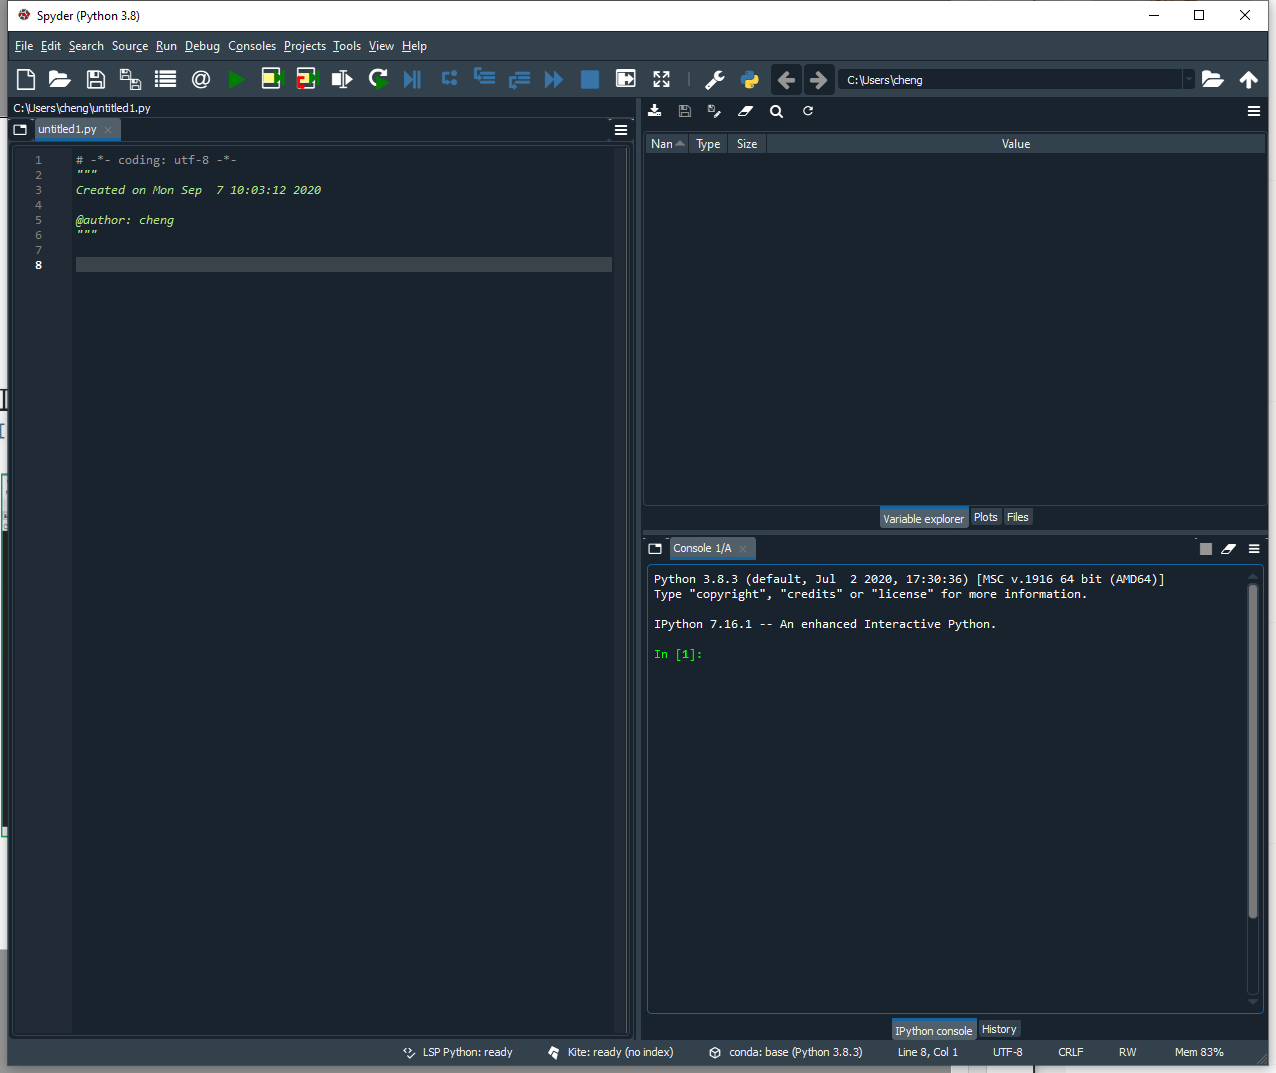 Spyder (Python 3.8)
File Edit Search Source Run Debug Consoles Projects Tools View Help
C:\Users\cheng
C:\Users\cheng\untitled1.py
untitled1.py
Nan Type Size Value
1 # -*- coding: utf-8 -*-
2 """
3 Created on Mon Sep  7 10:03:12 2020
4
5 @author: cheng
6 """
7
8
Variable explorer Plots Files
Console 1/A
Python 3.8.3 (default, Jul  2 2020, 17:30:36) [MSC v.1916 64 bit (AMD64)]
Type "copyright", "credits" or "license" for more information.
IPython 7.16.1 -- An enhanced Interactive Python.
In [1]:
IPython console History
LSP Python: ready Kite: ready (no index) conda: base (Python 3.8.3) Line 8, Col 1 UTF-8 CRLF RW Mem 83%